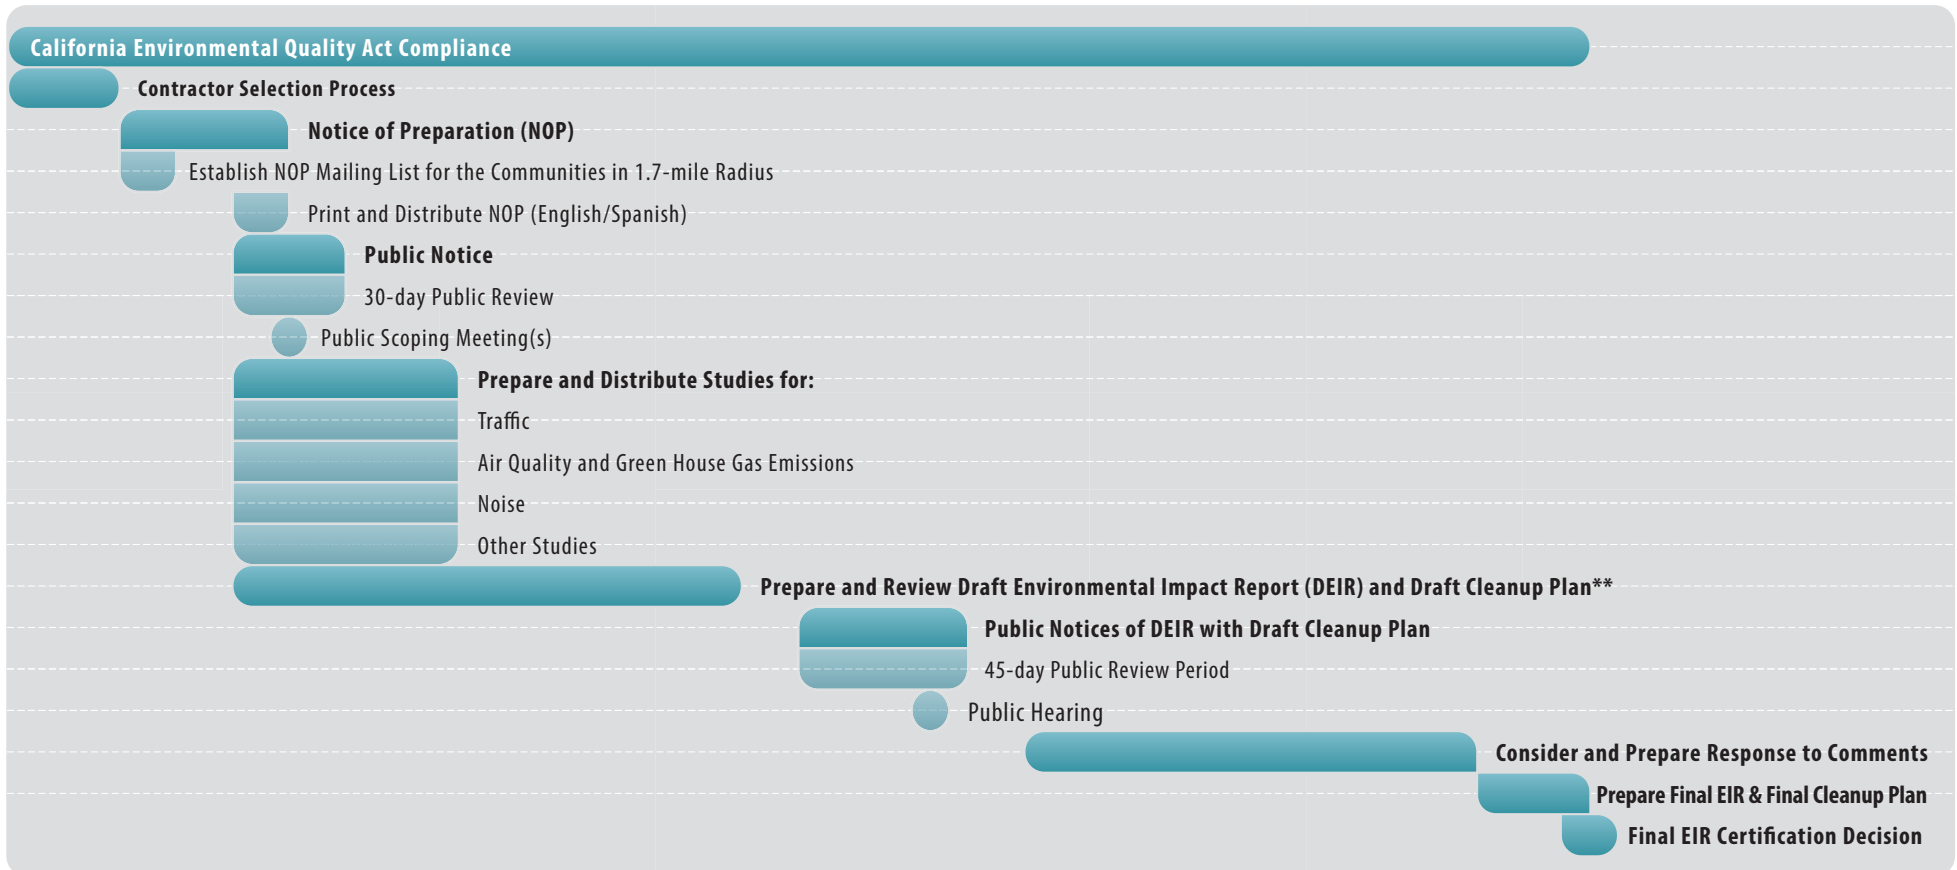 California Environmental Quality Act Compliance
Contractor Selection Process
Notice of Preparation (NOP)
Establish NOP Mailing List for the Communities in 1.7-mile Radius
Print and Distribute NOP (English/Spanish)
Public Notice
30-day Public Review
Public Scoping Meeting(s)
Prepare and Distribute Studies for:
Traffic
Air Quality and Green House Gas Emissions
Noise
Other Studies
Prepare and Review Draft Environmental Impact Report (DEIR) and Draft Cleanup Plan**
Public Notices of DEIR with Draft Cleanup Plan
45-day Public Review Period
Public Hearing
Consider and Prepare Response to Comments
Prepare Final EIR & Final Cleanup Plan
Final EIR Certification Decision